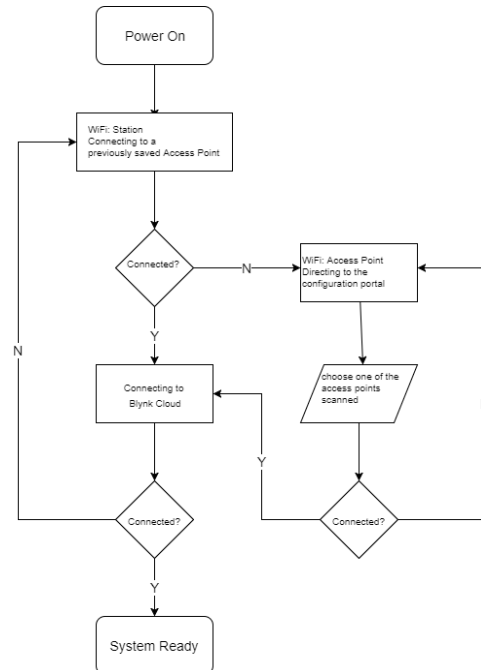 Power On
WiFi: Station
Connecting to a
previously saved Access Point
Connected?
N
WiFi: Access Point
Directing to the
configuration portal
Y
N
choose one of the
access points
scanned
Connecting to
Blynk Cloud
Y
Connected?
Connected?
Y
System Ready